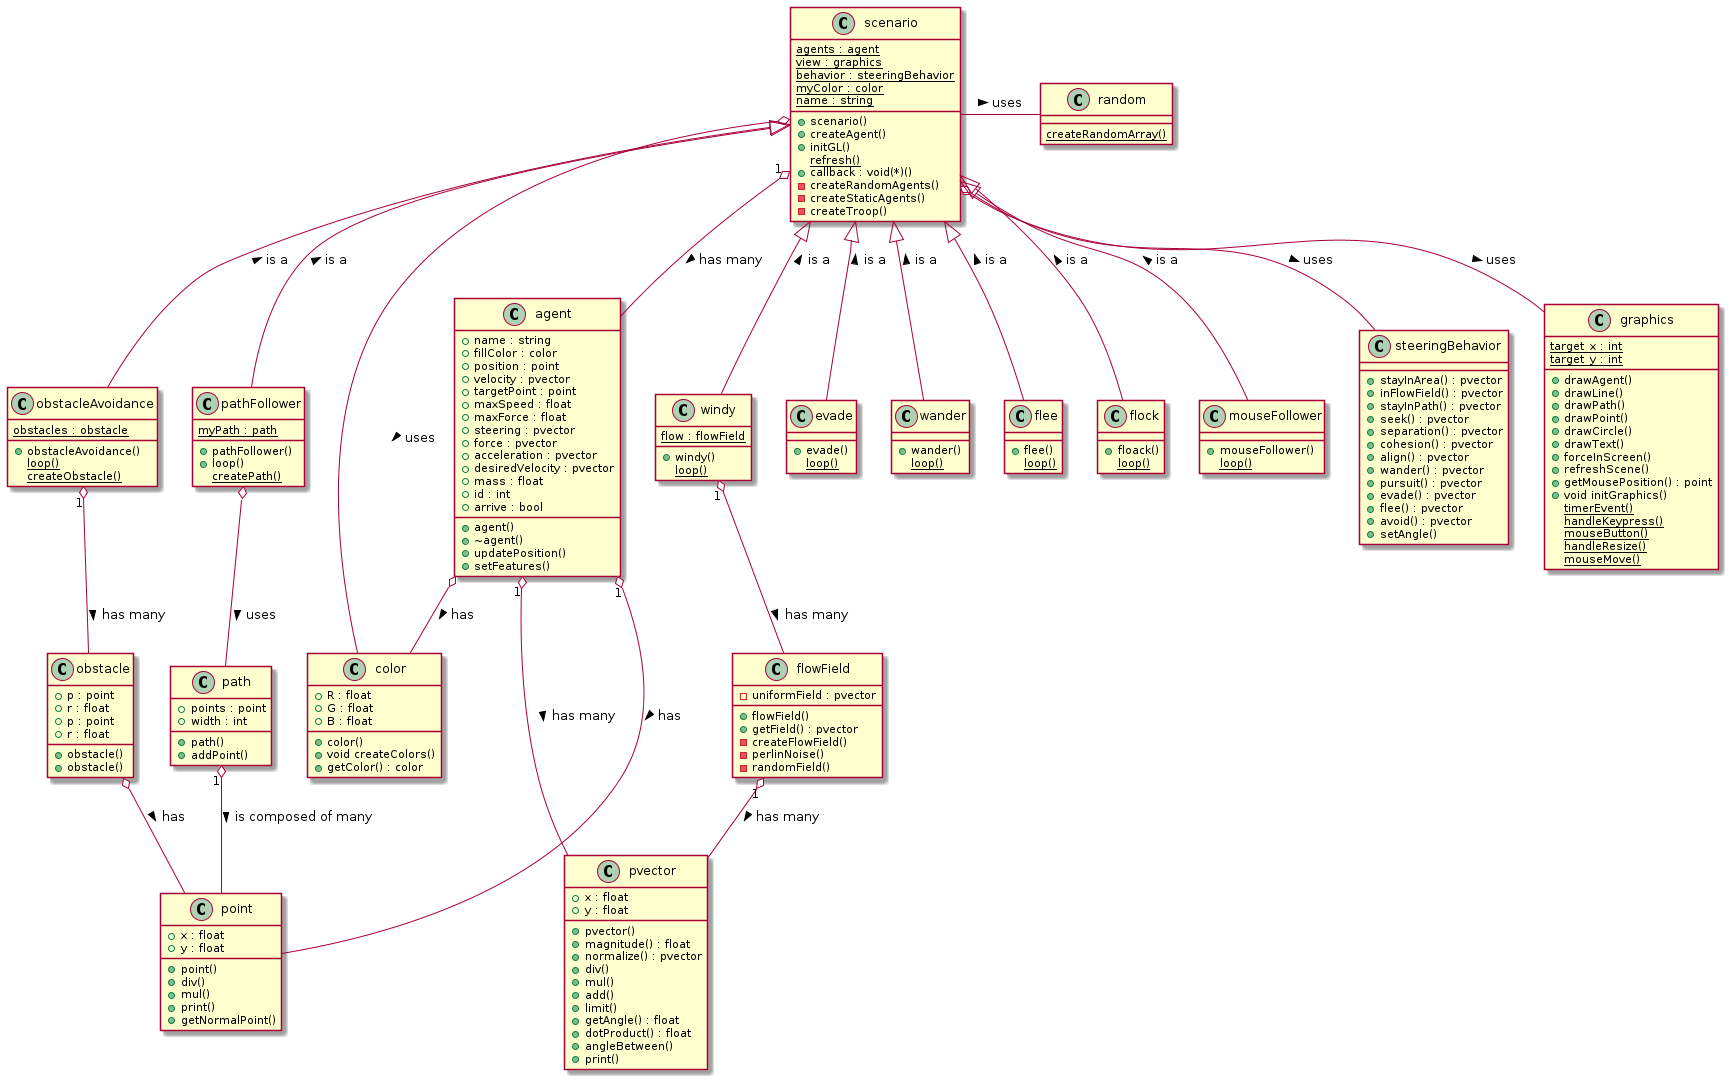 C scenario
agents : agent
view : graphics
behavior : steeringBehavior
myColor : color
name : string
scenario()
createAgent()
initGL()
refresh()
callback : void(*)()
createRandomAgents()
createStaticAgents()
createTroop()
uses
C random
createRandomArray()
1
is a
is a
has many
is a
is a
is a
is a
is a
is a
uses
uses
uses
C agent
name : string
fillColor : color
position : point
velocity : pvector
targetPoint : point
maxSpeed : float
maxForce : float
steering : pvector
force : pvector
acceleration : pvector
desiredVelocity : pvector
mass : float
id : int
arrive : bool
agent()
~agent()
updatePosition()
setFeatures()
C obstacleAvoidance
obstacles : obstacle
obstacleAvoidance()
loop()
createObstacle()
C pathFollower
myPath : path
pathFollower()
loop()
createPath()
C windy
flow : flowField
windy()
loop()
C evade
evade()
loop()
C wander
wander()
loop()
C flee
flee()
loop()
C flock
floack()
loop()
C mouseFollower
mouseFollower()
loop()
C steeringBehavior
stayInArea() : pvector
inFlowField() : pvector
stayInPath() : pvector
seek() : pvector
separation() : pvector
cohesion() : pvector
align() : pvector
wander() : pvector
pursuit() : pvector
evade() : pvector
flee() : pvector
avoid() : pvector
setAngle()
C graphics
target x : int
target y : int
drawAgent()
drawLine()
drawPath()
drawPoint()
drawCircle()
drawText()
forceInScreen()
refreshScene()
getMousePosition() : point
void initGraphics()
timerEvent()
handleKeypress()
mouseButton()
handleResize()
mouseMove()
1
1
1
1
has many
uses
has
has many
has many
has
C obstacle
p : point
r : float
p : point
r : float
obstacle()
obstacle()
C path
points : point
width : int
path()
addPoint()
C color
R : float
G : float
B : float
color()
void createColors()
getColor() : color
C flowField
uniformField : pvector
flowField()
getField() : pvector
createFlowField()
perlinNoise()
randomField()
1
1
has
is composed of many
has many
C point
x : float
y : float
point()
div()
mul()
print()
getNormalPoint()
C pvector
x : float
y : float
pvector()
magnitude() : float
normalize() : pvector
div()
mul()
add()
limit()
getAngle() : float
dotProduct() : float
angleBetween()
print()